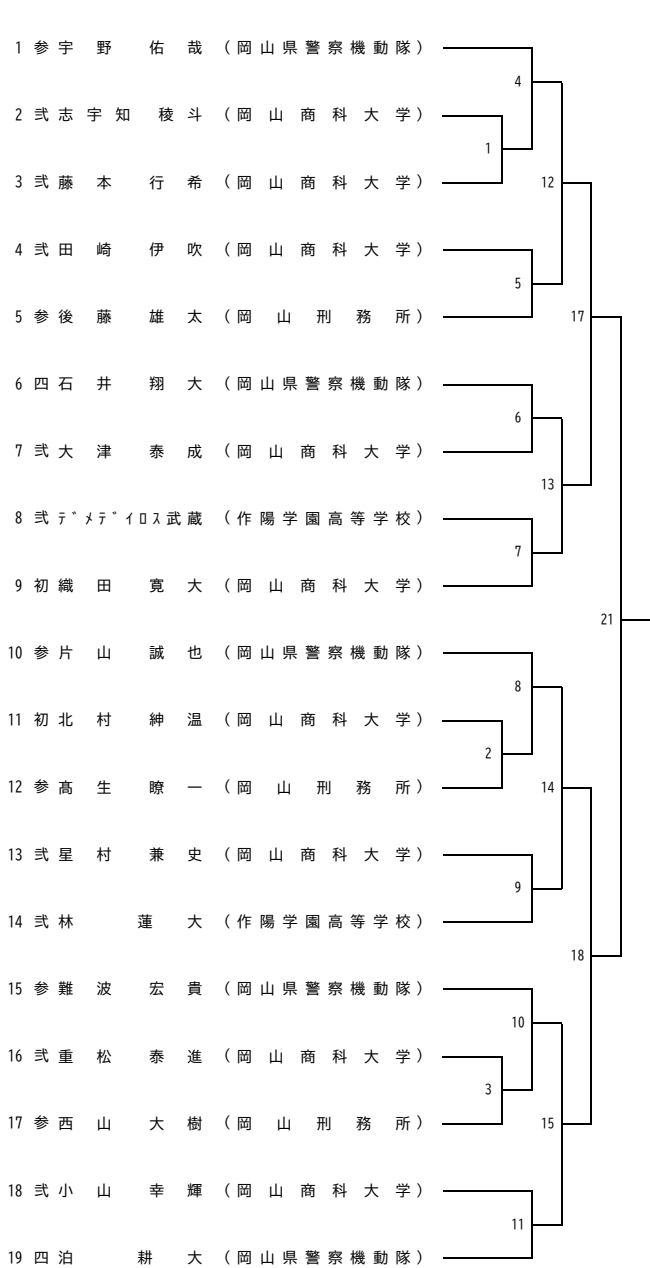 1 参 宇野 佑哉 (岡山県警察機動隊)
4
2 弐 志宇知 稜斗 (岡山商科大学)
1
3 弐 藤本 行希 (岡山商科大学)
12
4 弐 田崎 伊吹 (岡山商科大学)
5
5 参 後藤 雄太 (岡山刑務所)
17
6 四 石井 翔大 (岡山県警察機動隊)
6
7 弐 大津 泰成 (岡山商科大学)
13
8 弐 デメデイロス武蔵 (作陽学園高等学校)
7
9 初 織田 寛大 (岡山商科大学)
21
10 参 片山 誠也 (岡山県警察機動隊)
8
11 初 北村 紳温 (岡山商科大学)
2
12 参 髙生 瞭一 (岡山刑務所)
14
13 弐 星村 兼史 (岡山商科大学)
9
14 弐 林 蓮大 (作陽学園高等学校)
18
15 参 難波 宏貴 (岡山県警察機動隊)
10
16 弐 重松 泰進 (岡山商科大学)
3
17 参 西山 大樹 (岡山刑務所)
15
18 弐 小山 幸輝 (岡山商科大学)
11
19 四 泊 耕大 (岡山県警察機動隊)